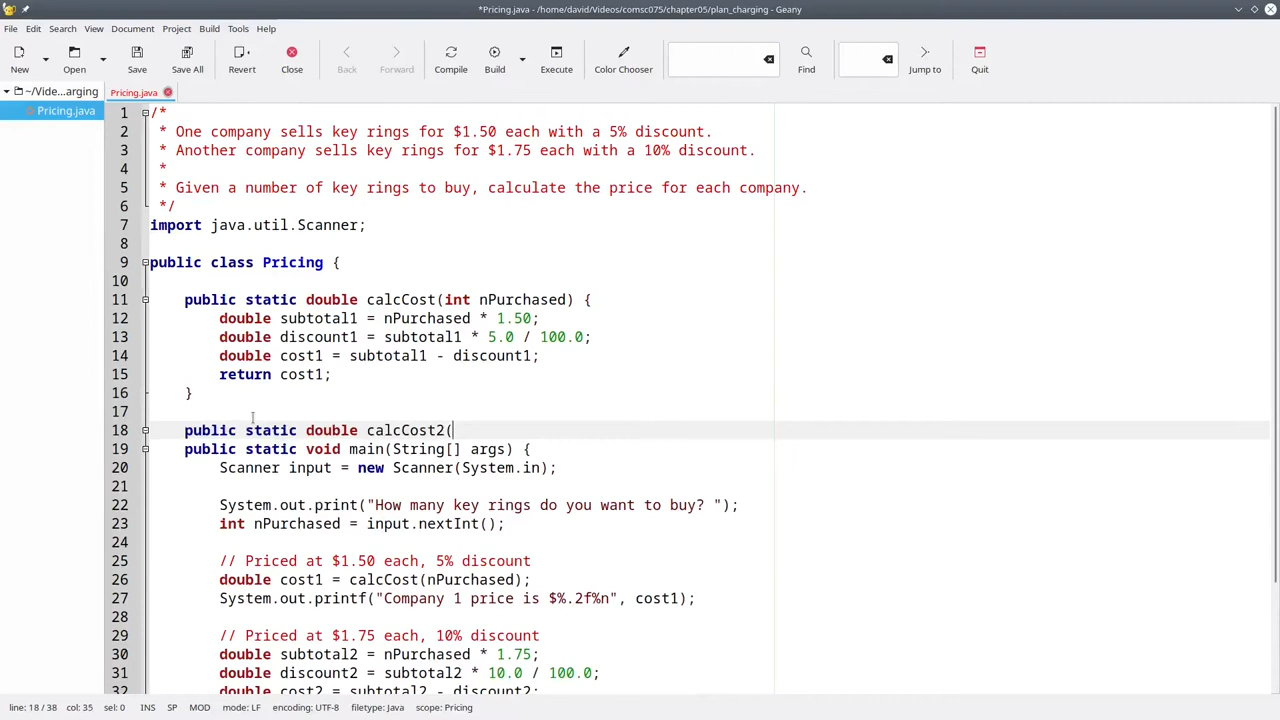 *Pricing.java - /home/david/Videos/comsc075/chapter05/plan_charging - Geany
File Edit Search View Document Project Build Tools Help
New Open Save Save All Revert Close Back Forward Compile Build Execute Color Chooser Find Jump to Quit
~/Vide...arging Pricing.java
Pricing.java
1 /*
2 * One company sells key rings for $1.50 each with a 5% discount.
3 * Another company sells key rings for $1.75 each with a 10% discount.
4 *
5 * Given a number of key rings to buy, calculate the price for each company.
6 */
7 import java.util.Scanner;
8
9 public class Pricing {
10
11 public static double calcCost(int nPurchased) {
12 double subtotal1 = nPurchased * 1.50;
13 double discount1 = subtotal1 * 5.0 / 100.0;
14 double cost1 = subtotal1 - discount1;
15 return cost1;
16 }
17
18 public static double calcCost2(
19 public static void main(String[] args) {
20 Scanner input = new Scanner(System.in);
21
22 System.out.print("How many key rings do you want to buy? ");
23 int nPurchased = input.nextInt();
24
25 // Priced at $1.50 each, 5% discount
26 double cost1 = calcCost(nPurchased);
27 System.out.printf("Company 1 price is $%.2f%n", cost1);
28
29 // Priced at $1.75 each, 10% discount
30 double subtotal2 = nPurchased * 1.75;
31 double discount2 = subtotal2 * 10.0 / 100.0;
32 double cost2 = subtotal2 - discount2;
line: 18 / 38 col: 35 sel: 0 INS SP MOD mode: LF encoding: UTF-8 filetype: Java scope: Pricing